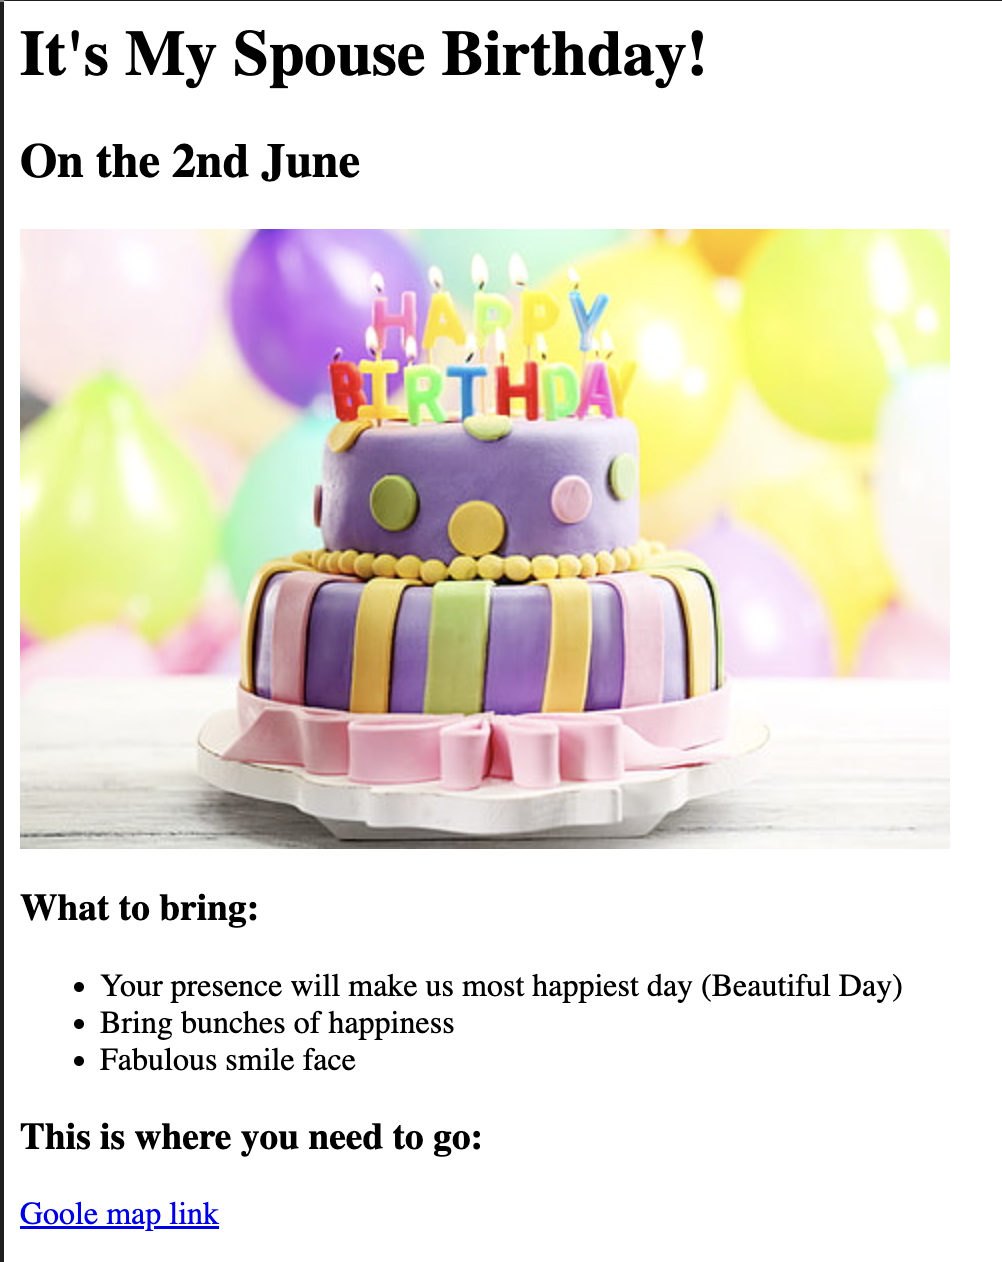 It's My Spouse Birthday!
On the 2nd June
HAPPY
BIRTHDAY
What to bring:
Your presence will make us most happiest day (Beautiful Day)
Bring bunches of happiness
Fabulous smile face
This is where you need to go:
Goole map link